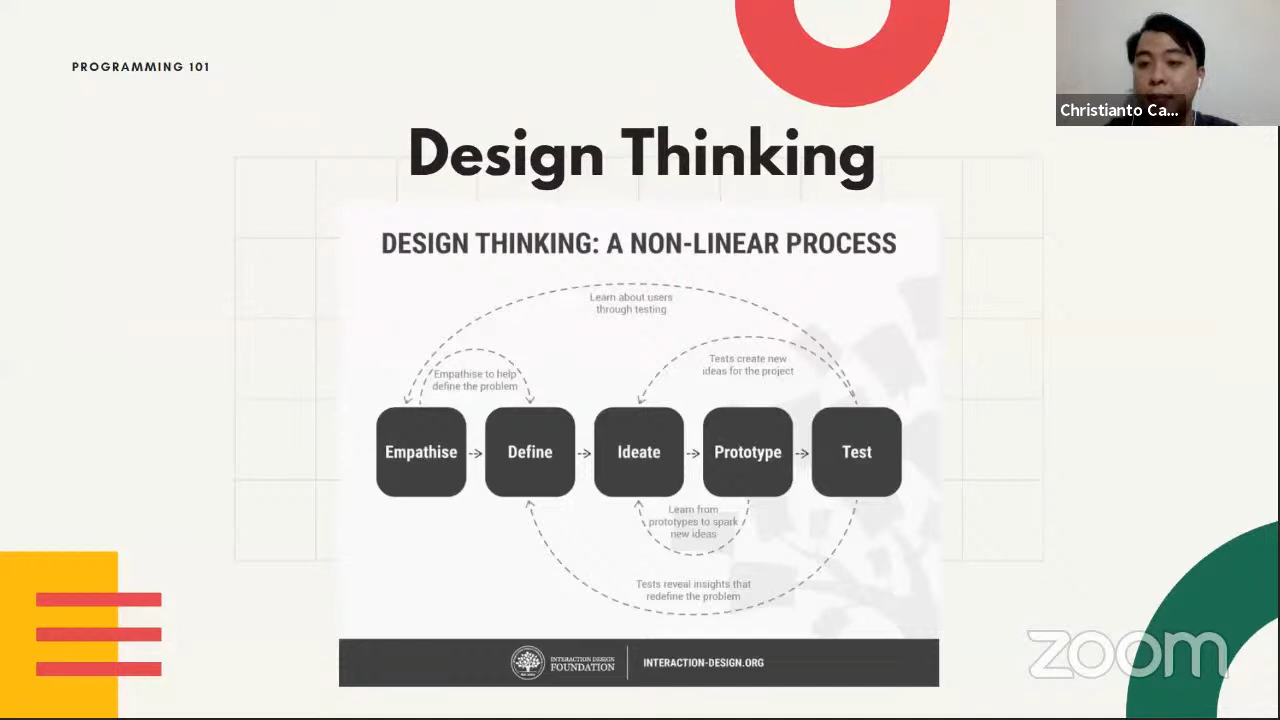 PROGRAMMING 101
Christianto Ca...
Design Thinking
DESIGN THINKING: A NON-LINEAR PROCESS
Learn about users
through testing
Empathise to help
define the problem
Tests create new
ideas for the project
Empathise
Define
Ideate
Prototype
Test
Learn from
prototypes to spark
new ideas
Tests reveal insights that
redefine the problem
INTERACTION DESIGN
FOUNDATION
INTERACTION-DESIGN.ORG
zoom